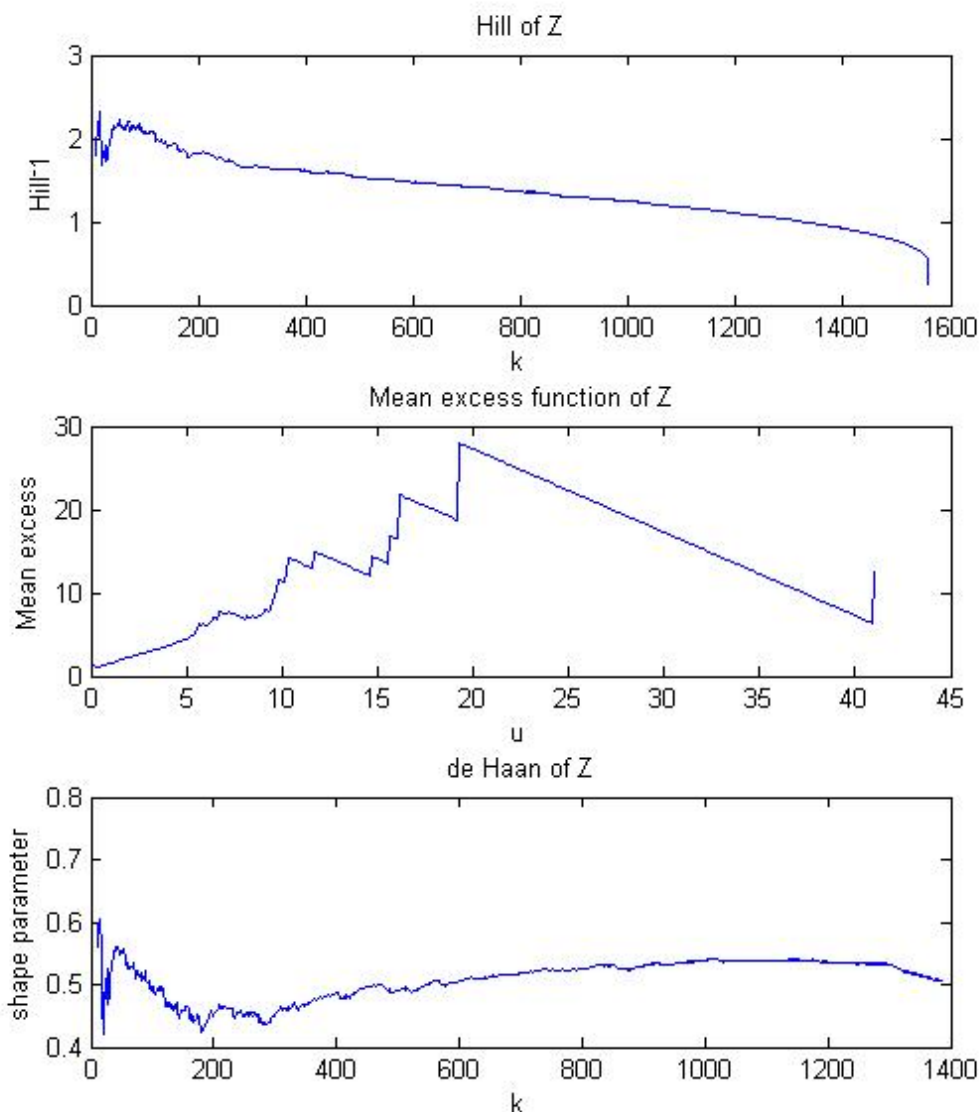 Hill of Z
3
2
1
0
Hill⁻¹
0 200 400 600 800 1000 1200 1400 1600
k
Mean excess function of Z
30
20
10
0
Mean excess
0 5 10 15 20 25 30 35 40 45
u
de Haan of Z
0.8
0.7
0.6
0.5
0.4
shape parameter
0 200 400 600 800 1000 1200 1400
k